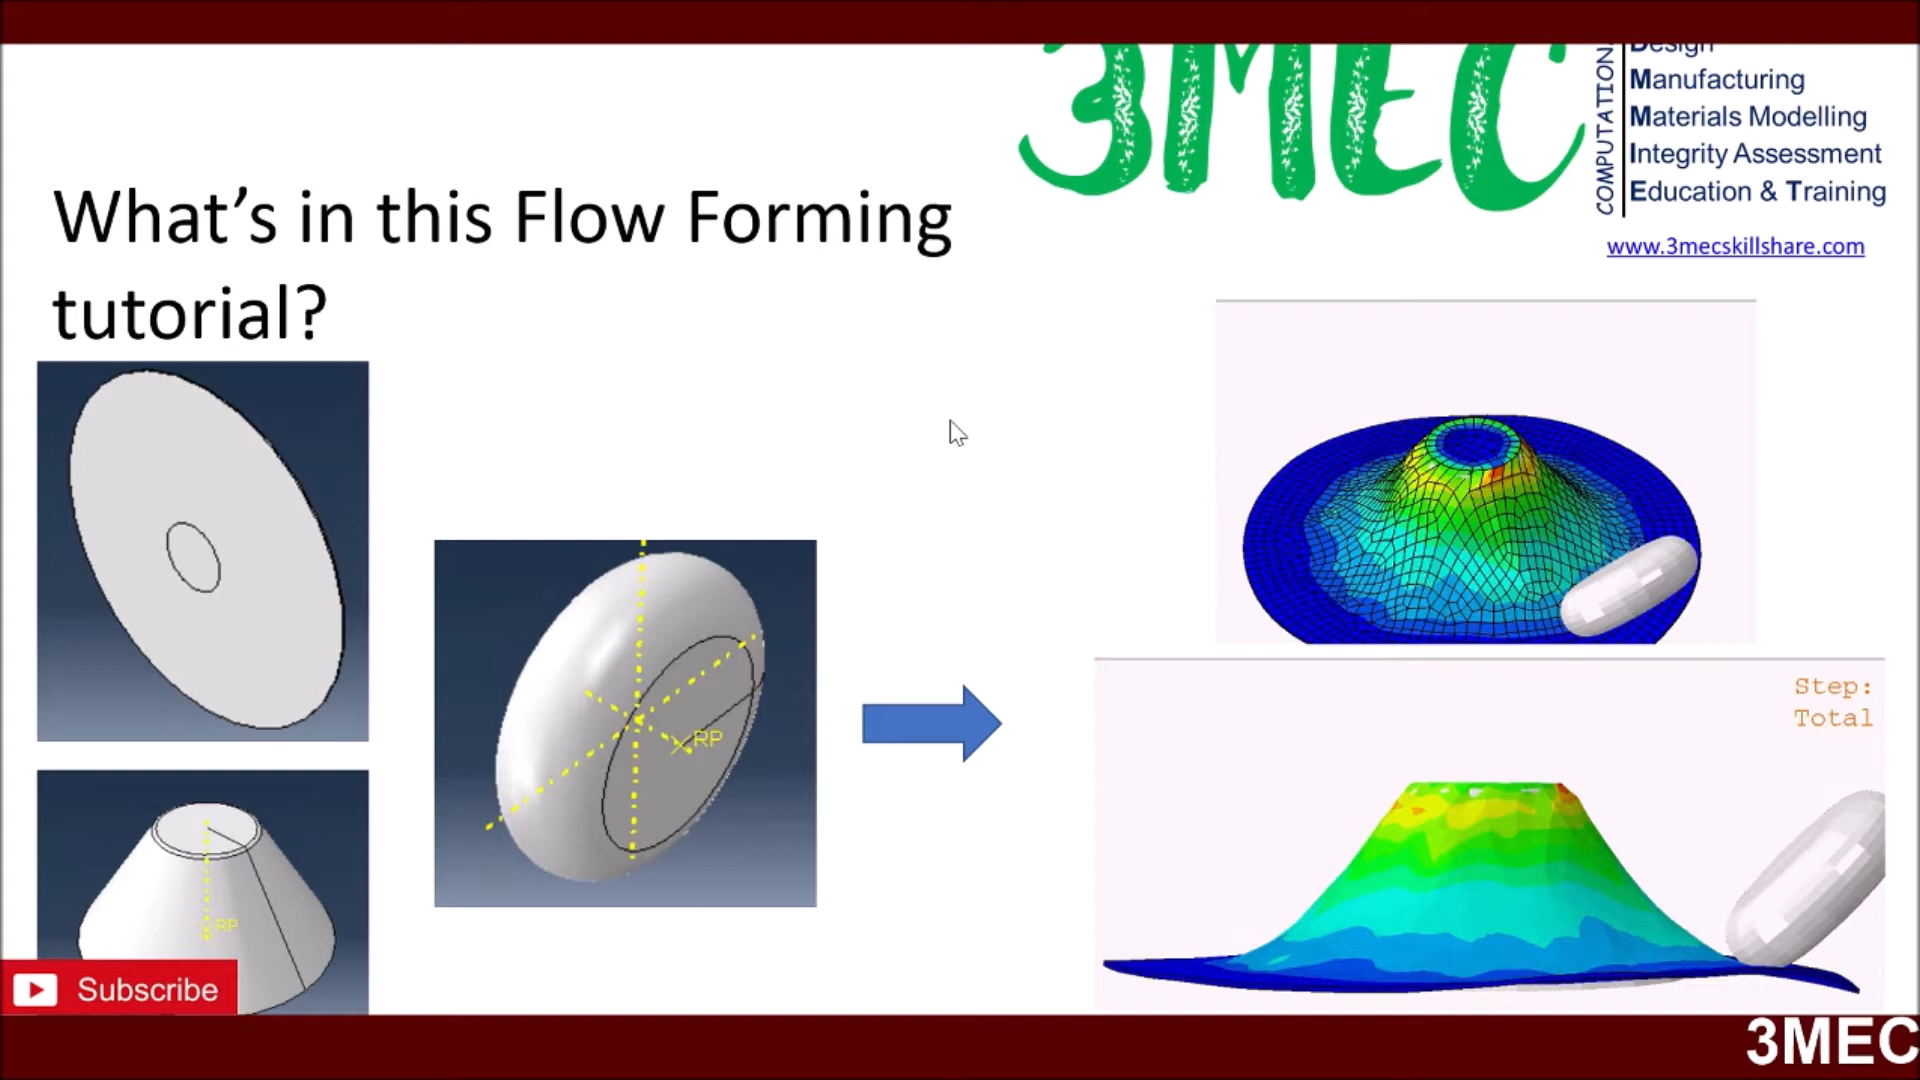 3MEC
COMPUTATION
Design
Manufacturing
Materials Modelling
Integrity Assessment
Education & Training
www.3mecskillshare.com
What's in this Flow Forming
tutorial?
RP
RP
Step:
Total
Subscribe
3MEC